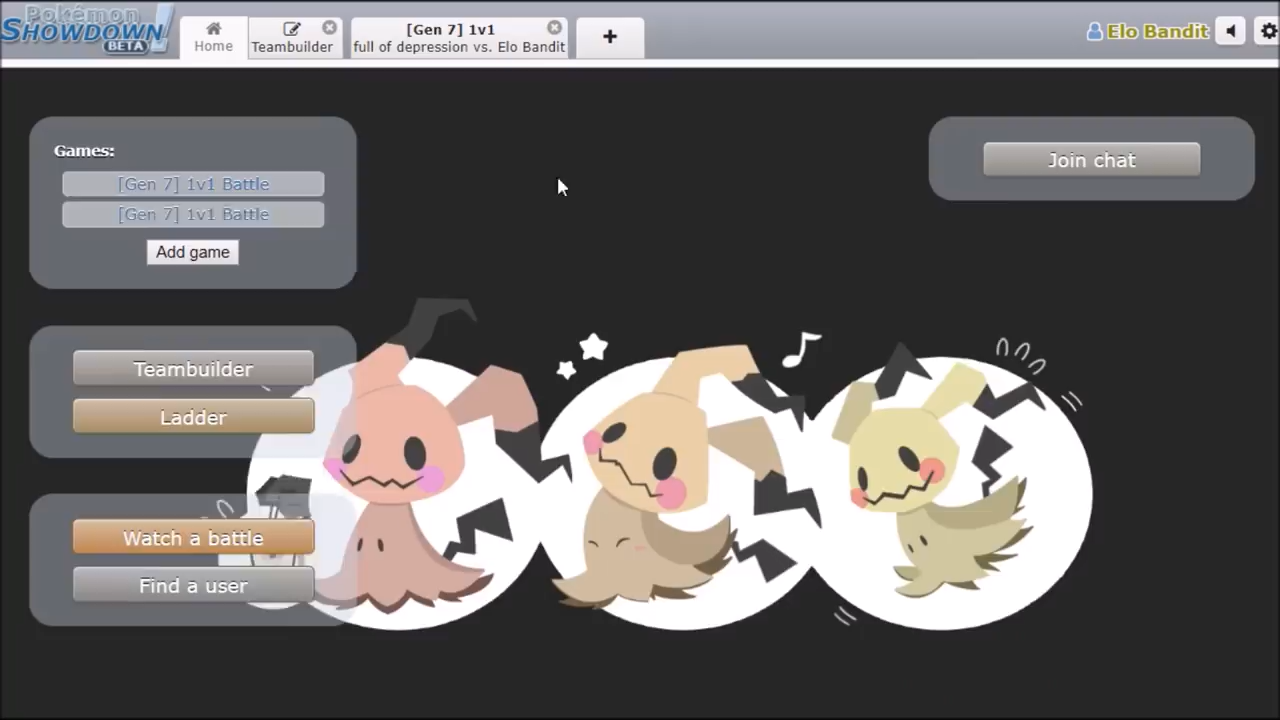 Pokémon
SHOWDOWN!
BETA
Home
Teambuilder
[Gen 7] 1v1
full of depression vs. Elo Bandit
+
Elo Bandit
Games:
[Gen 7] 1v1 Battle
[Gen 7] 1v1 Battle
Add game
Join chat
Teambuilder
Ladder
Watch a battle
Find a user